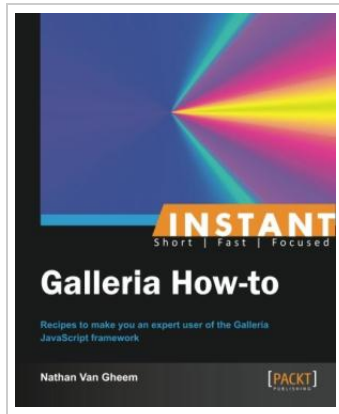 INSTANT
Short | Fast | Focused
Galleria How-to
Recipes to make you an expert user of the Galleria
JavaScript framework
Nathan Van Gheem
[PACKT]
PUBLISHING